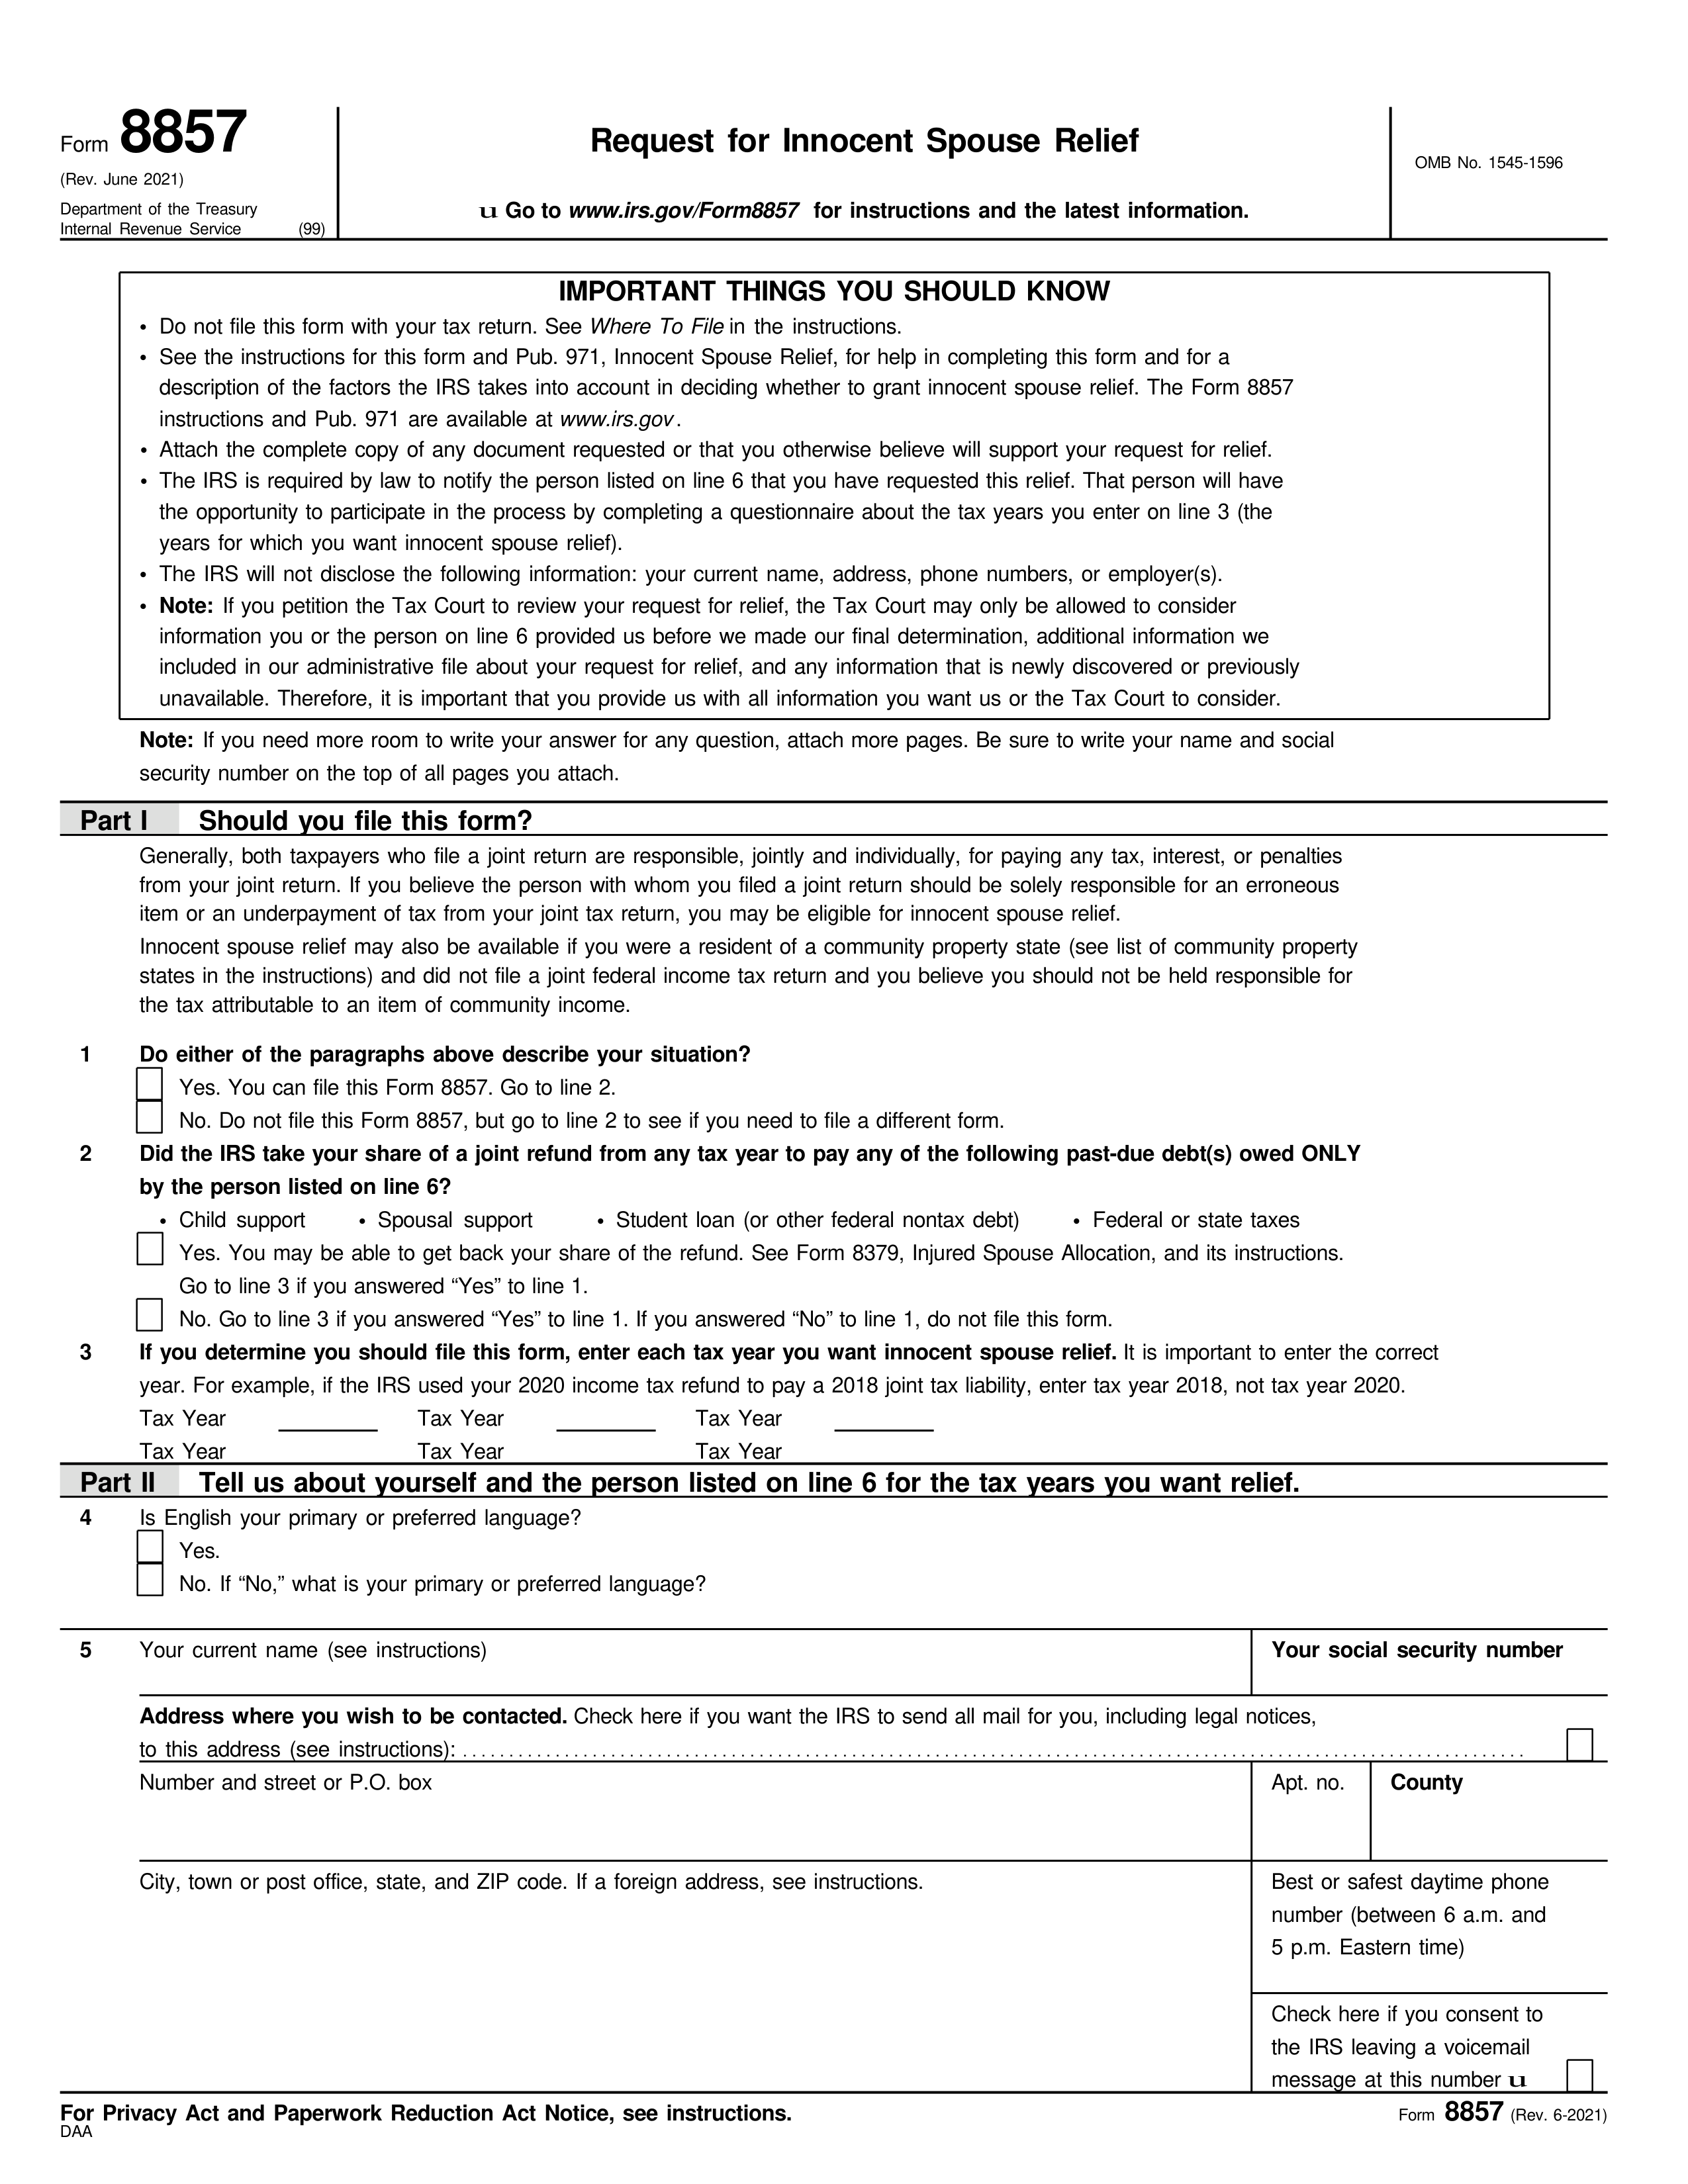 Form 8857
(Rev. June 2021)
Department of the Treasury
Internal Revenue Service (99)
Request for Innocent Spouse Relief
u Go to www.irs.gov/Form8857 for instructions and the latest information.
OMB No. 1545-1596
IMPORTANT THINGS YOU SHOULD KNOW
• Do not file this form with your tax return. See Where To File in the instructions.
• See the instructions for this form and Pub. 971, Innocent Spouse Relief, for help in completing this form and for a
description of the factors the IRS takes into account in deciding whether to grant innocent spouse relief. The Form 8857
instructions and Pub. 971 are available at www.irs.gov.
• Attach the complete copy of any document requested or that you otherwise believe will support your request for relief.
• The IRS is required by law to notify the person listed on line 6 that you have requested this relief. That person will have
the opportunity to participate in the process by completing a questionnaire about the tax years you enter on line 3 (the
years for which you want innocent spouse relief).
• The IRS will not disclose the following information: your current name, address, phone numbers, or employer(s).
• Note: If you petition the Tax Court to review your request for relief, the Tax Court may only be allowed to consider
information you or the person on line 6 provided us before we made our final determination, additional information we
included in our administrative file about your request for relief, and any information that is newly discovered or previously
unavailable. Therefore, it is important that you provide us with all information you want us or the Tax Court to consider.
Note: If you need more room to write your answer for any question, attach more pages. Be sure to write your name and social
security number on the top of all pages you attach.
Part I Should you file this form?
Generally, both taxpayers who file a joint return are responsible, jointly and individually, for paying any tax, interest, or penalties
from your joint return. If you believe the person with whom you filed a joint return should be solely responsible for an erroneous
item or an underpayment of tax from your joint tax return, you may be eligible for innocent spouse relief.
Innocent spouse relief may also be available if you were a resident of a community property state (see list of community property
states in the instructions) and did not file a joint federal income tax return and you believe you should not be held responsible for
the tax attributable to an item of community income.
1 Do either of the paragraphs above describe your situation?
Yes. You can file this Form 8857. Go to line 2.
No. Do not file this Form 8857, but go to line 2 to see if you need to file a different form.
2 Did the IRS take your share of a joint refund from any tax year to pay any of the following past-due debt(s) owed ONLY
by the person listed on line 6?
• Child support • Spousal support • Student loan (or other federal nontax debt) • Federal or state taxes
Yes. You may be able to get back your share of the refund. See Form 8379, Injured Spouse Allocation, and its instructions.
Go to line 3 if you answered “Yes” to line 1.
No. Go to line 3 if you answered “Yes” to line 1. If you answered “No” to line 1, do not file this form.
3 If you determine you should file this form, enter each tax year you want innocent spouse relief. It is important to enter the correct
year. For example, if the IRS used your 2020 income tax refund to pay a 2018 joint tax liability, enter tax year 2018, not tax year 2020.
Tax Year Tax Year Tax Year
Tax Year Tax Year Tax Year
Part II Tell us about yourself and the person listed on line 6 for the tax years you want relief.
4 Is English your primary or preferred language?
Yes.
No. If “No,” what is your primary or preferred language?
5 Your current name (see instructions)
Your social security number
Address where you wish to be contacted. Check here if you want the IRS to send all mail for you, including legal notices,
to this address (see instructions):
Number and street or P.O. box
Apt. no.
County
City, town or post office, state, and ZIP code. If a foreign address, see instructions.
Best or safest daytime phone
number (between 6 a.m. and
5 p.m. Eastern time)
Check here if you consent to
the IRS leaving a voicemail
message at this number u
For Privacy Act and Paperwork Reduction Act Notice, see instructions.
Form 8857 (Rev. 6-2021)
DAA